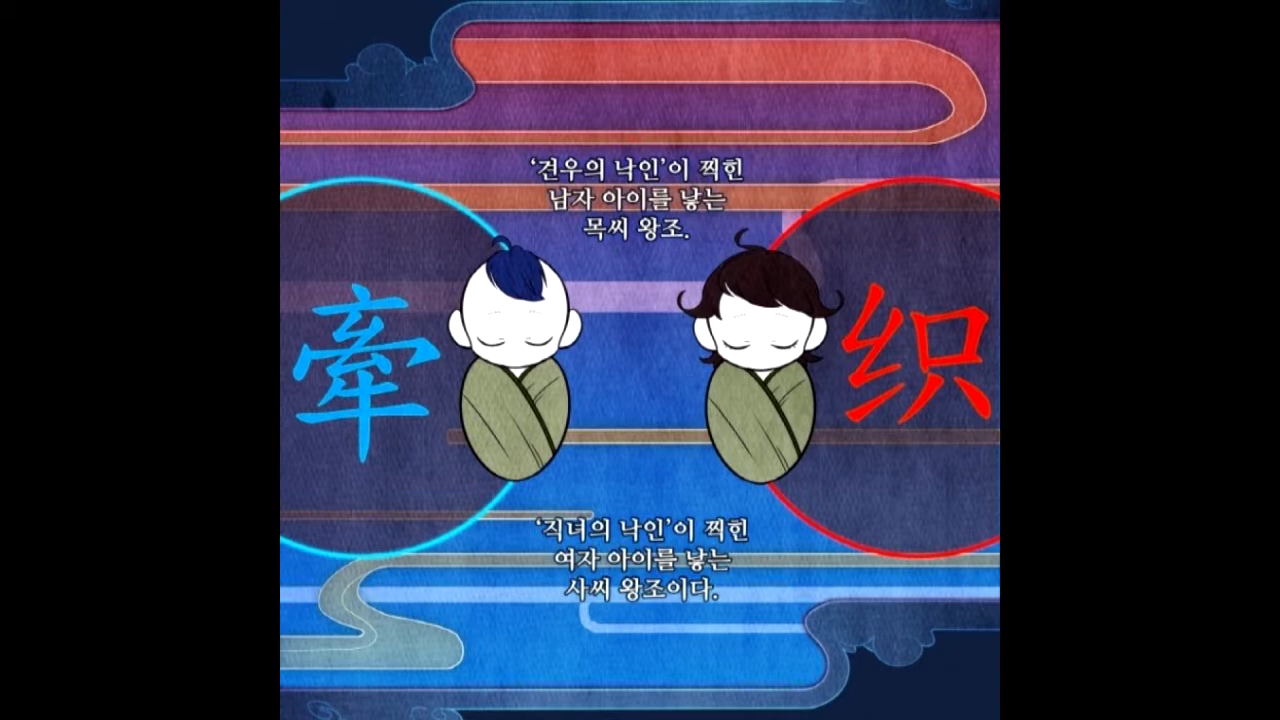 ‘견우의 낙인’이 찍힌
남자 아이를 낳는
목씨 왕조.
牽
织
‘직녀의 낙인’이 찍힌
여자 아이를 낳는
사씨 왕조이다.